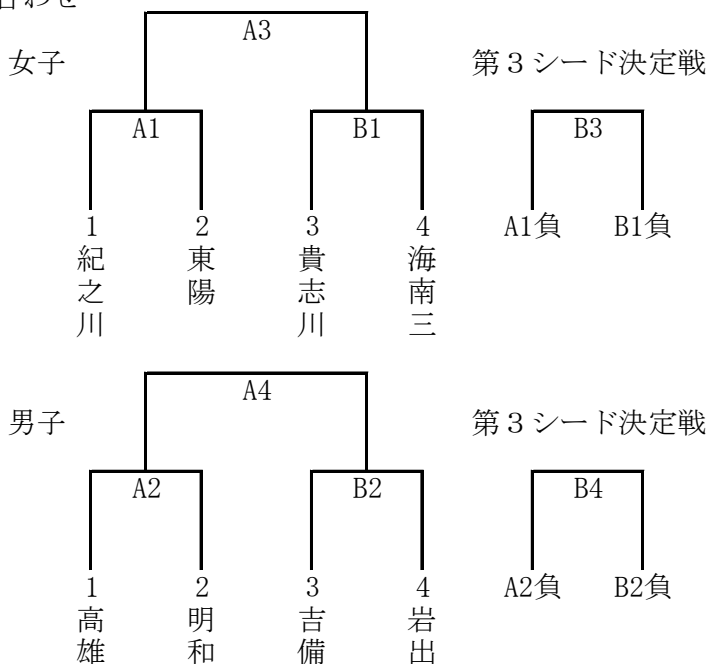 合わせ
A3
女子 第3シード決定戦
A1 B1 B3
1 2 3 4 A1負 B1負
紀之川 東陽 貴志川 海南三
A4
男子 第3シード決定戦
A2 B2 B4
1 2 3 4 A2負 B2負
高雄 明和 吉備 岩出